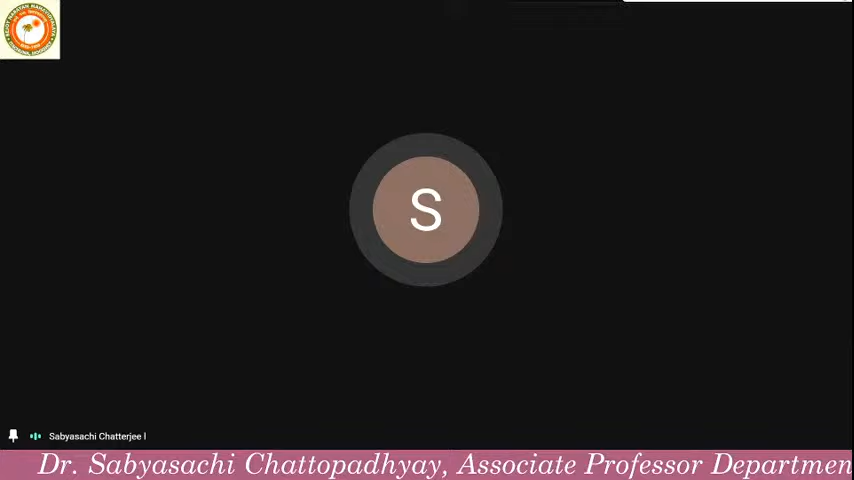 S
Sabyasachi Chatterjee l
Dr. Sabyasachi Chattopadhyay, Associate Professor Departmen